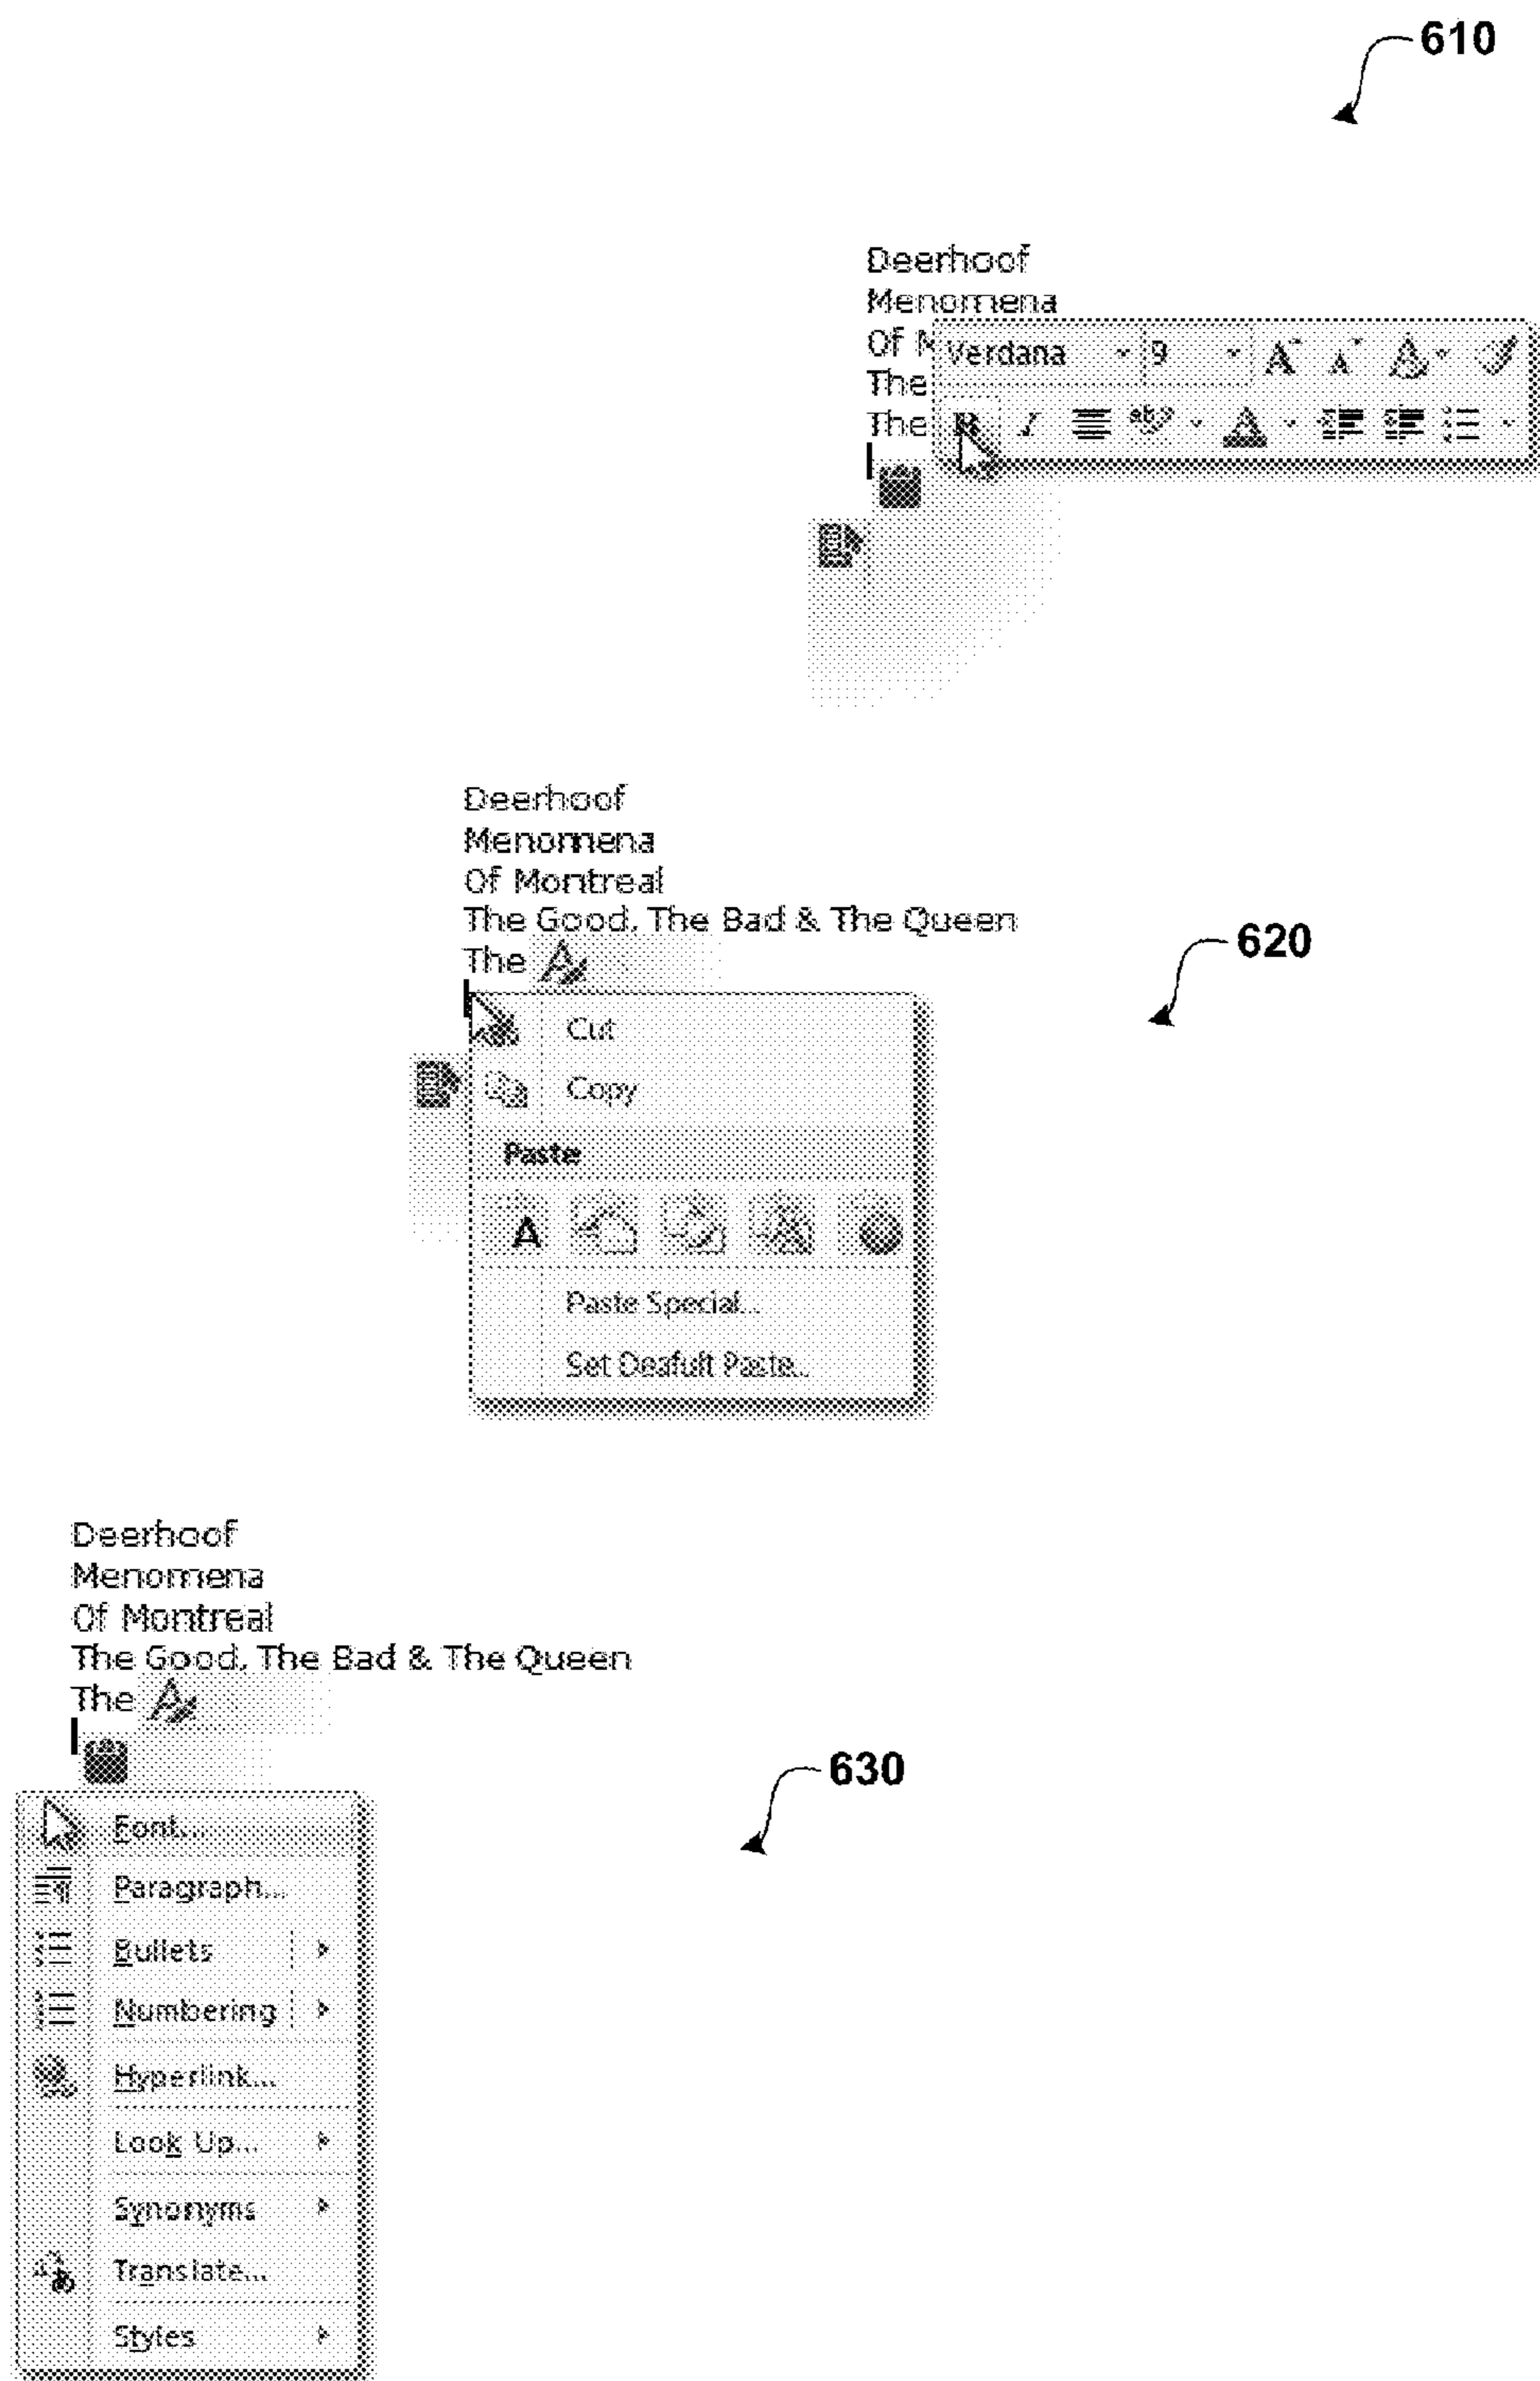 610
Deerhoof
Menomena
Of M
Verdana 9
The
The B I
ab
A
Deerhoof
Menomena
Of Montreal
The Good, The Bad & The Queen
The A
620
Cut
Copy
Paste
A
Paste Special...
Set Deafult Paste...
Deerhoof
Menomena
Of Montreal
The Good, The Bad & The Queen
The A
630
Font...
Paragraph...
Bullets
Numbering
Hyperlink...
Look Up...
Synonyms
Translate...
Styles